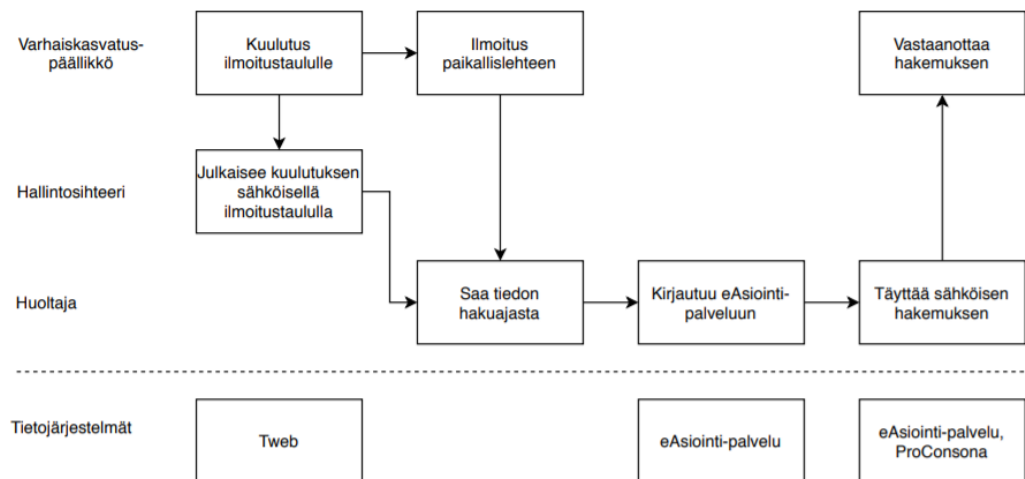 Varhaiskasvatus-
päällikkö
Kuulutus
ilmoitustaululle
Ilmoitus
paikallislehteen
Vastaanottaa
hakemuksen
Hallintosihteeri
Julkaisee kuulutuksen
sähköisellä
ilmoitustaululla
Huoltaja
Saa tiedon
hakuajasta
Kirjautuu eAsiointi-
palveluun
Täyttää sähköisen
hakemuksen
Tietojärjestelmät
Tweb
eAsiointi-palvelu
eAsiointi-palvelu,
ProConsona